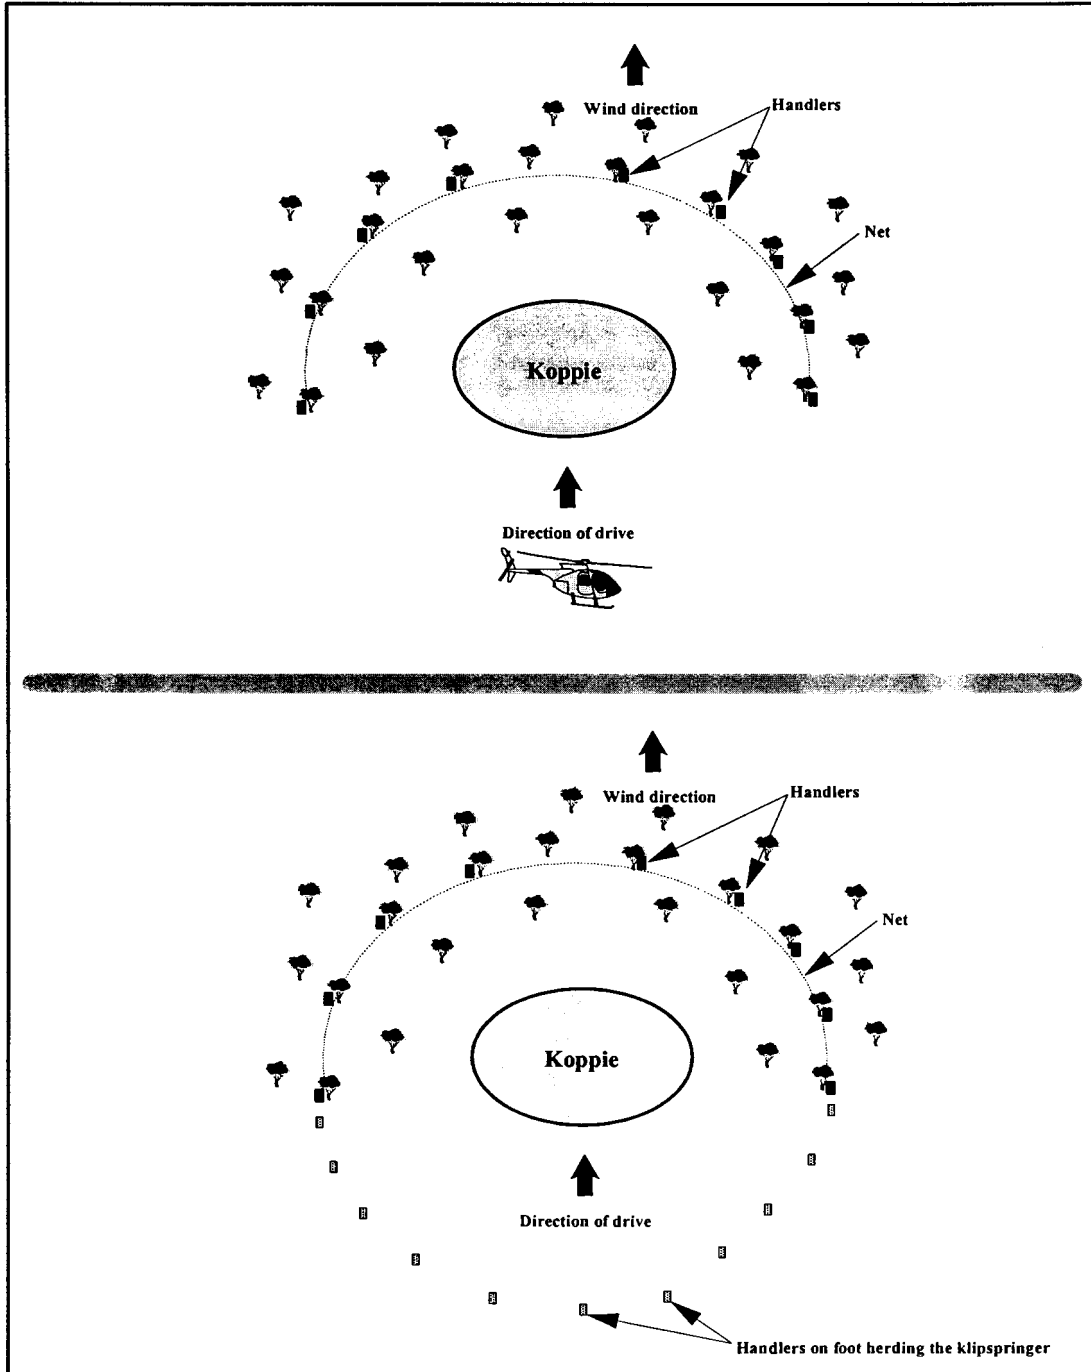 Wind direction
Handlers
Net
Koppie
Direction of drive
Wind direction
Handlers
Net
Koppie
Direction of drive
Handlers on foot herding the klipspringer